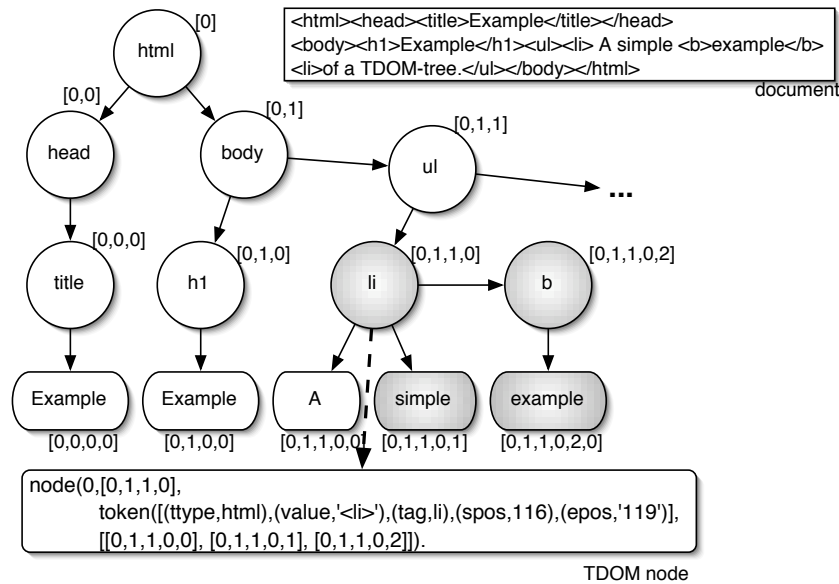 [0]
html
<html><head><title>Example</title></head>
<body><h1>Example</h1><ul><li> A simple <b>example</b>
<li>of a TDOM-tree.</ul></body></html>
document
[0,0]
head
[0,1]
body
[0,1,1]
ul
...
[0,0,0]
title
[0,1,0]
h1
[0,1,1,0]
li
[0,1,1,0,2]
b
Example
Example
A
simple
example
[0,0,0,0]
[0,1,0,0]
[0,1,1,0,0]
[0,1,1,0,1]
[0,1,1,0,2,0]
node(0,[0,1,1,0],
token([(ttype,html),(value,'<li>'),(tag,li),(spos,116),(epos,'119')],
[[0,1,1,0,0], [0,1,1,0,1], [0,1,1,0,2]]).
TDOM node